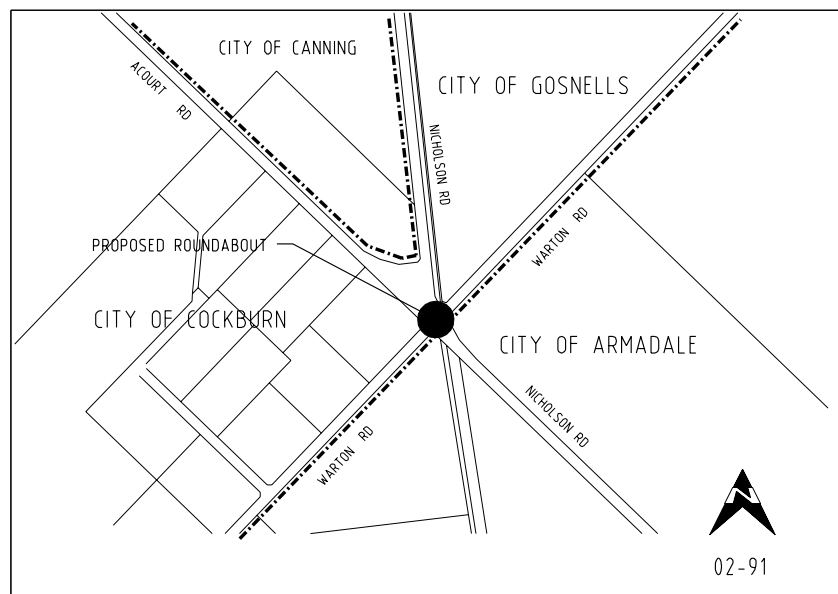 CITY OF CANNING
ACOURT RD
CITY OF GOSNELLS
NICHOLSON RD
WARTON RD
PROPOSED ROUNDABOUT
CITY OF COCKBURN
CITY OF ARMADALE
NICHOLSON RD
WARTON RD
N
02-91